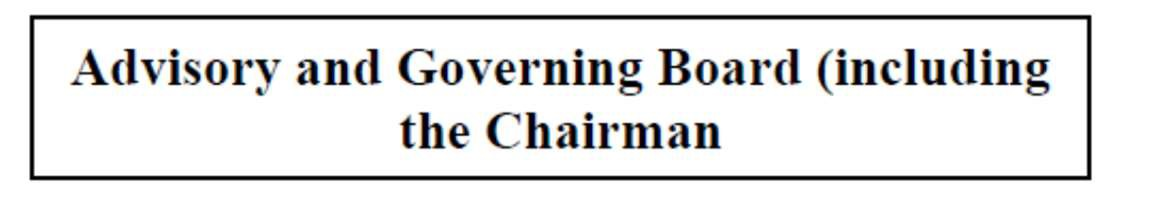 Advisory and Governing Board (including
the Chairman